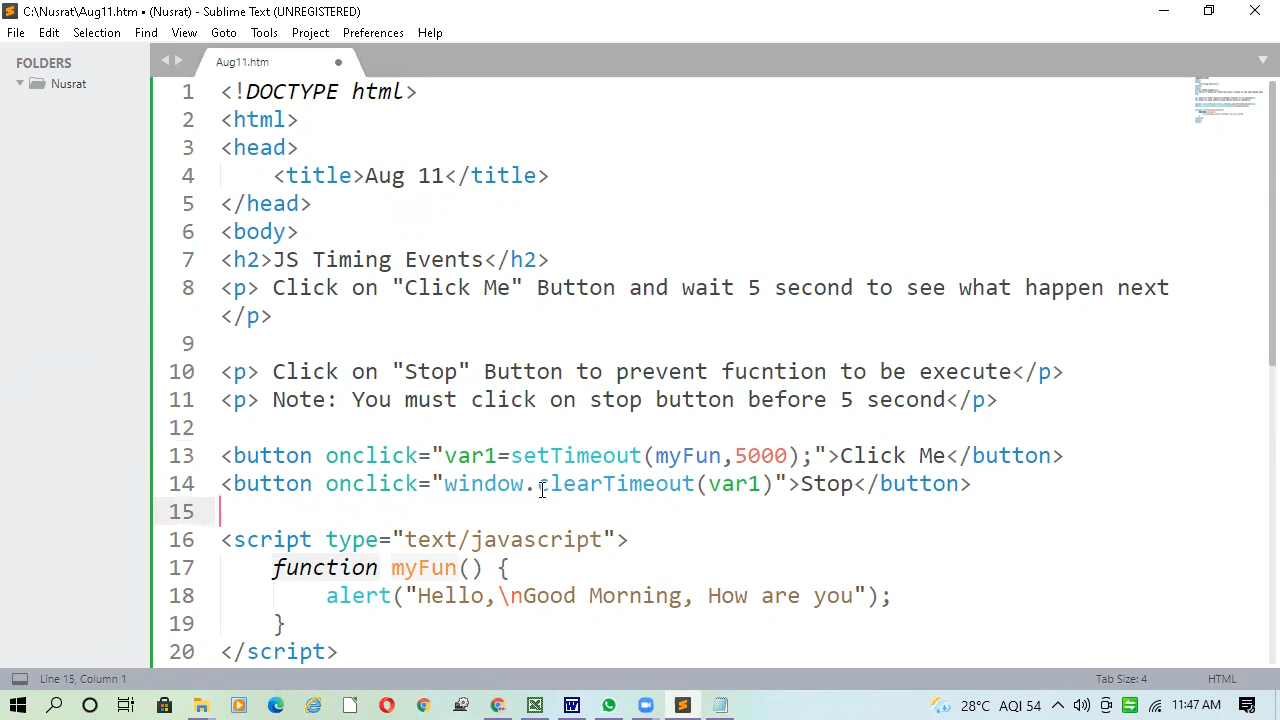 C:\Nusrat\Aug11.htm • (Nusrat) - Sublime Text (UNREGISTERED)
File Edit Selection Find View Goto Tools Project Preferences Help
FOLDERS
Nusrat
Aug11.htm
1 <!DOCTYPE html>
2 <html>
3 <head>
4 <title>Aug 11</title>
5 </head>
6 <body>
7 <h2>JS Timing Events</h2>
8 <p> Click on "Click Me" Button and wait 5 second to see what happen next
</p>
9
10 <p> Click on "Stop" Button to prevent fucntion to be execute</p>
11 <p> Note: You must click on stop button before 5 second</p>
12
13 <button onclick="var1=setTimeout(myFun,5000);">Click Me</button>
14 <button onclick="window.clearTimeout(var1)">Stop</button>
15
16 <script type="text/javascript">
17 function myFun() {
18 alert("Hello,\nGood Morning, How are you");
19 }
20 </script>
Line 15, Column 1 Tab Size: 4 HTML
28°C AQI 54 11:47 AM